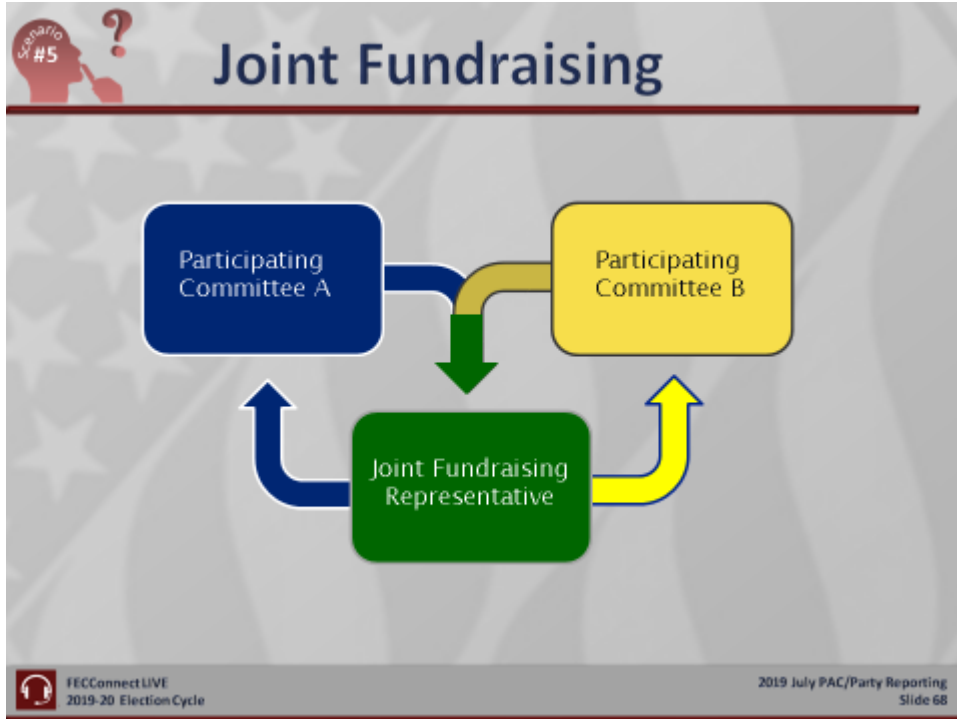 Scenario
#5
Joint Fundraising
Participating
Committee A
Participating
Committee B
Joint Fundraising
Representative
FECConnect LIVE
2019-20 Election Cycle
2019 July PAC/Party Reporting
Slide 68